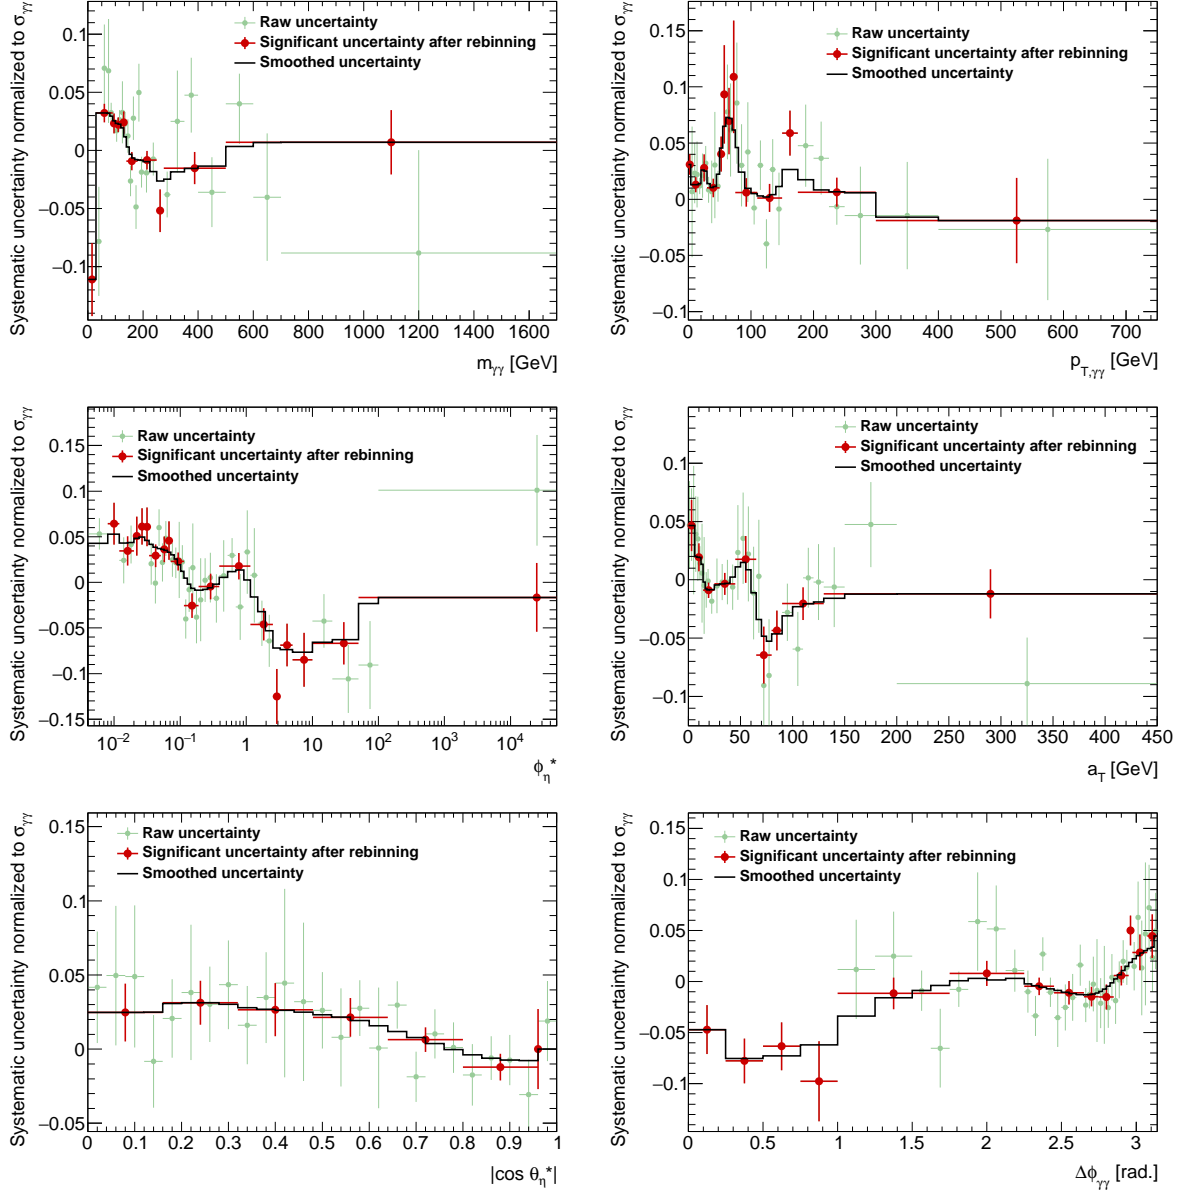 Systematic uncertainty normalized to σγγ
Raw uncertainty
Significant uncertainty after rebinning
Smoothed uncertainty
0.1
0.05
0
−0.05
−0.1
0 200 400 600 800 1000 1200 1400 1600
mγγ [GeV]
Systematic uncertainty normalized to σγγ
Raw uncertainty
Significant uncertainty after rebinning
Smoothed uncertainty
0.15
0.1
0.05
0
−0.05
−0.1
0 100 200 300 400 500 600 700
pT,γγ [GeV]
Systematic uncertainty normalized to σγγ
Raw uncertainty
Significant uncertainty after rebinning
Smoothed uncertainty
0.15
0.1
0.05
0
−0.05
−0.1
−0.15
10−2 10−1 1 10 102 103 104
ϕη*
Systematic uncertainty normalized to σγγ
Raw uncertainty
Significant uncertainty after rebinning
Smoothed uncertainty
0.1
0.05
0
−0.05
−0.1
0 50 100 150 200 250 300 350 400 450
aT [GeV]
Systematic uncertainty normalized to σγγ
Raw uncertainty
Significant uncertainty after rebinning
Smoothed uncertainty
0.15
0.1
0.05
0
−0.05
0 0.1 0.2 0.3 0.4 0.5 0.6 0.7 0.8 0.9 1
|cos θη*|
Systematic uncertainty normalized to σγγ
Raw uncertainty
Significant uncertainty after rebinning
Smoothed uncertainty
0.15
0.1
0.05
0
−0.05
−0.1
0 0.5 1 1.5 2 2.5 3
Δϕγγ [rad.]